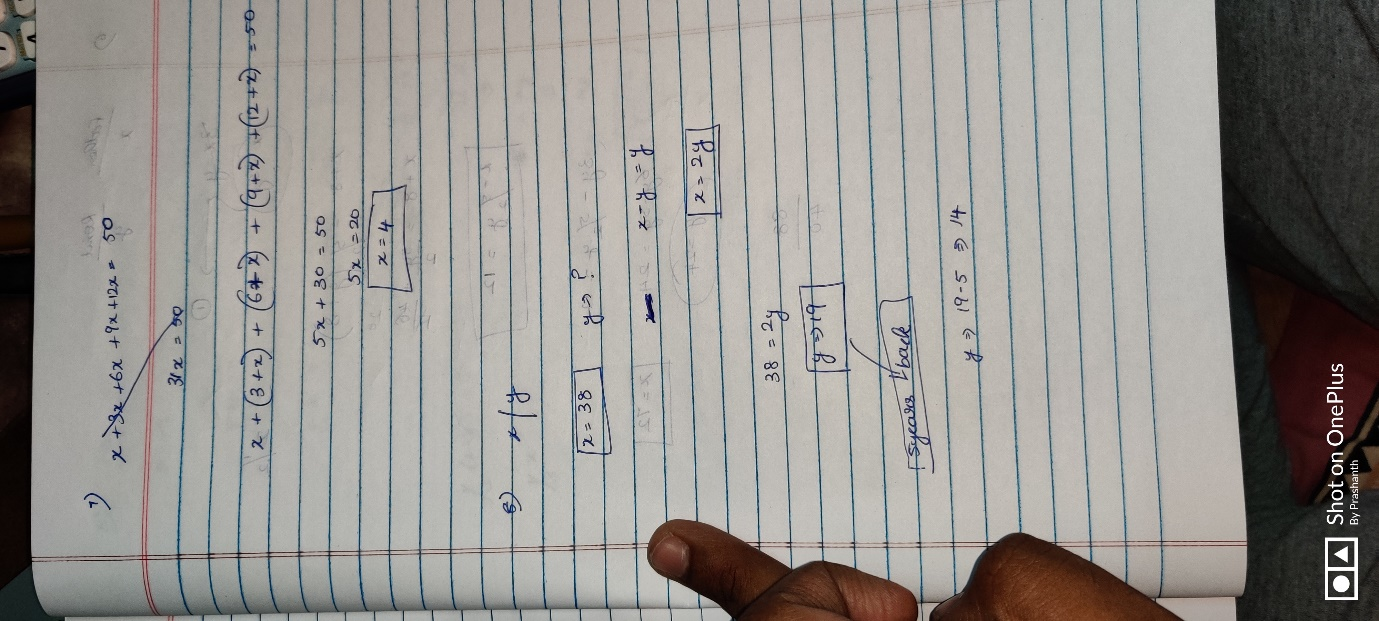 7) x + 3x + 6x + 9x + 12x = 50
31x = 50
x + (3+x) + (6+x) + (9+x) + (12+x) = 50
5x + 30 = 50
5x = 20
x = 4
8) x / y
x = 38 y => ?
x - y = y
x = 2y
38 = 2y
y => 19
5years back
y => 19-5 => 14
Shot on OnePlus
By Prashanth